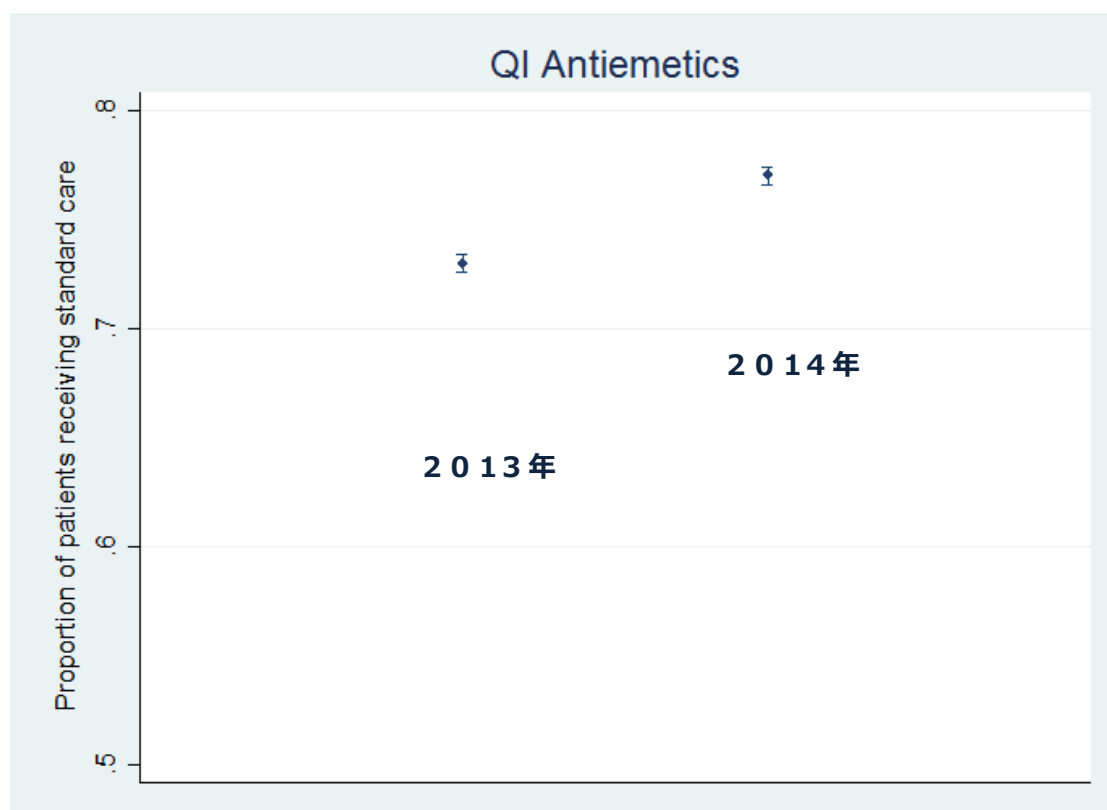 QI Antiemetics
Proportion of patients receiving standard care
.8
.7
.6
.5
２０１4年
２０１3年